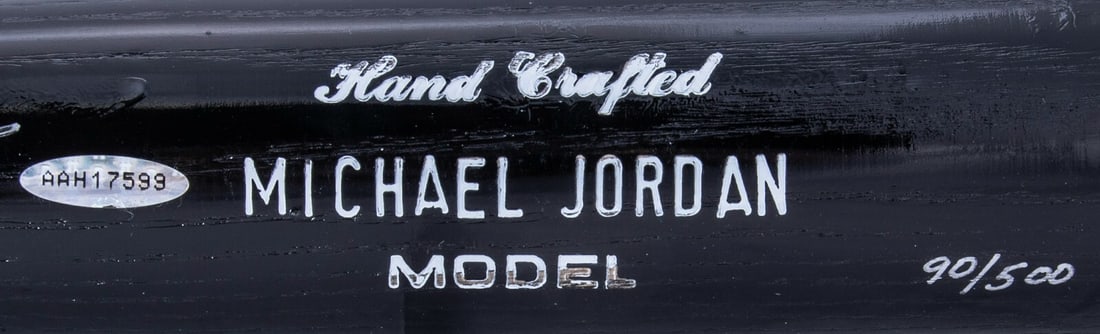 Hand Crafted
AAH17599
MICHAEL JORDAN
MODEL
90/500